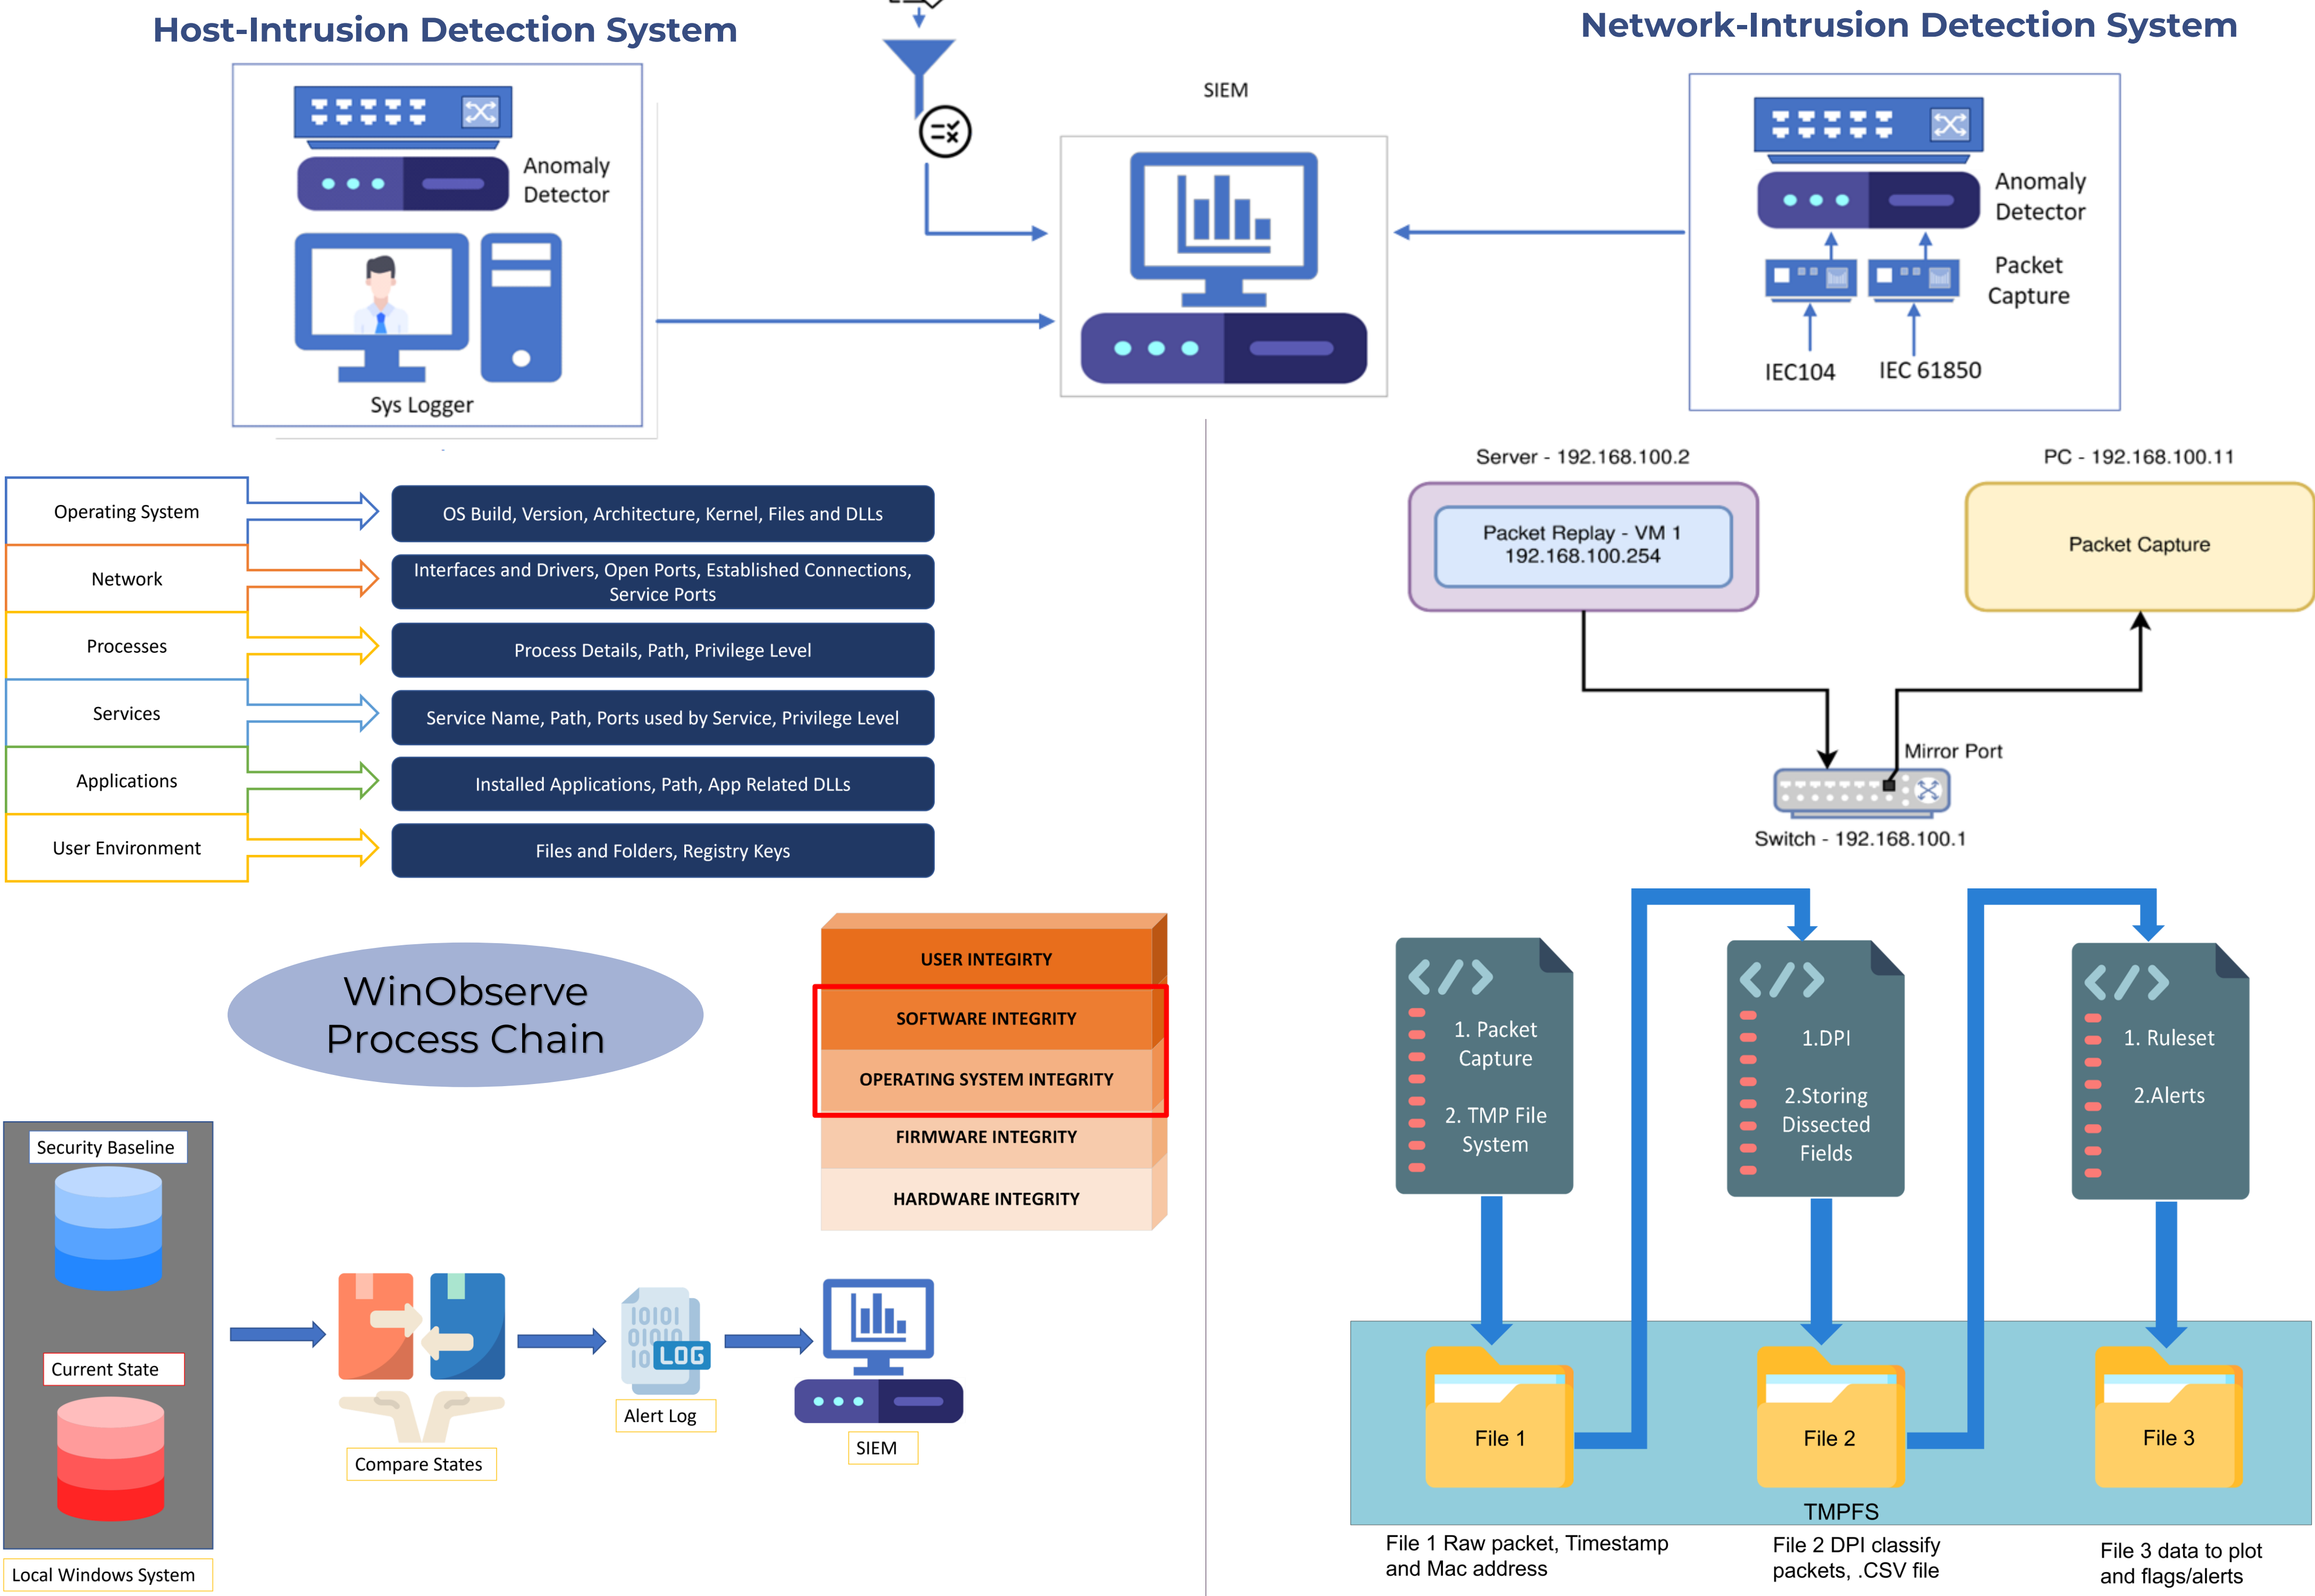 Host-Intrusion Detection System
Network-Intrusion Detection System
SIEM
Anomaly
Detector
Sys Logger
Anomaly
Detector
Packet
Capture
IEC104
IEC 61850
Operating System
OS Build, Version, Architecture, Kernel, Files and DLLs
Network
Interfaces and Drivers, Open Ports, Established Connections,
Service Ports
Processes
Process Details, Path, Privilege Level
Services
Service Name, Path, Ports used by Service, Privilege Level
Applications
Installed Applications, Path, App Related DLLs
User Environment
Files and Folders, Registry Keys
WinObserve
Process Chain
USER INTEGIRTY
SOFTWARE INTEGRITY
OPERATING SYSTEM INTEGRITY
FIRMWARE INTEGRITY
HARDWARE INTEGRITY
Security Baseline
Current State
Local Windows System
Compare States
10101
01010
10
LOG
Alert Log
SIEM
Server - 192.168.100.2
PC - 192.168.100.11
Packet Replay - VM 1
192.168.100.254
Packet Capture
Mirror Port
Switch - 192.168.100.1
</>
1. Packet
Capture
2. TMP File
System
</>
1.DPI
2.Storing
Dissected
Fields
</>
1. Ruleset
2.Alerts
File 1
File 2
File 3
TMPFS
File 1 Raw packet, Timestamp
and Mac address
File 2 DPI classify
packets, .CSV file
File 3 data to plot
and flags/alerts